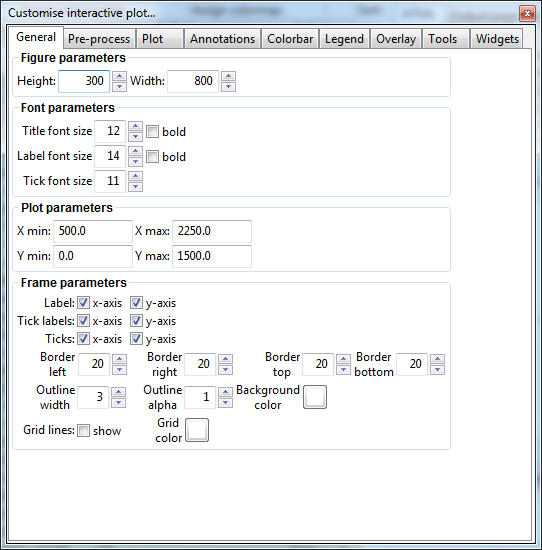 Customise interactive plot...
General Pre-process Plot Annotations Colorbar Legend Overlay Tools Widgets
Figure parameters
Height: 300 Width: 800
Font parameters
Title font size 12 bold
Label font size 14 bold
Tick font size 11
Plot parameters
X min: 500.0 X max: 2250.0
Y min: 0.0 Y max: 1500.0
Frame parameters
Label: x-axis y-axis
Tick labels: x-axis y-axis
Ticks: x-axis y-axis
Border left 20 Border right 20 Border top 20 Border bottom 20
Outline width 3 Outline alpha 1 Background color
Grid lines: show Grid color